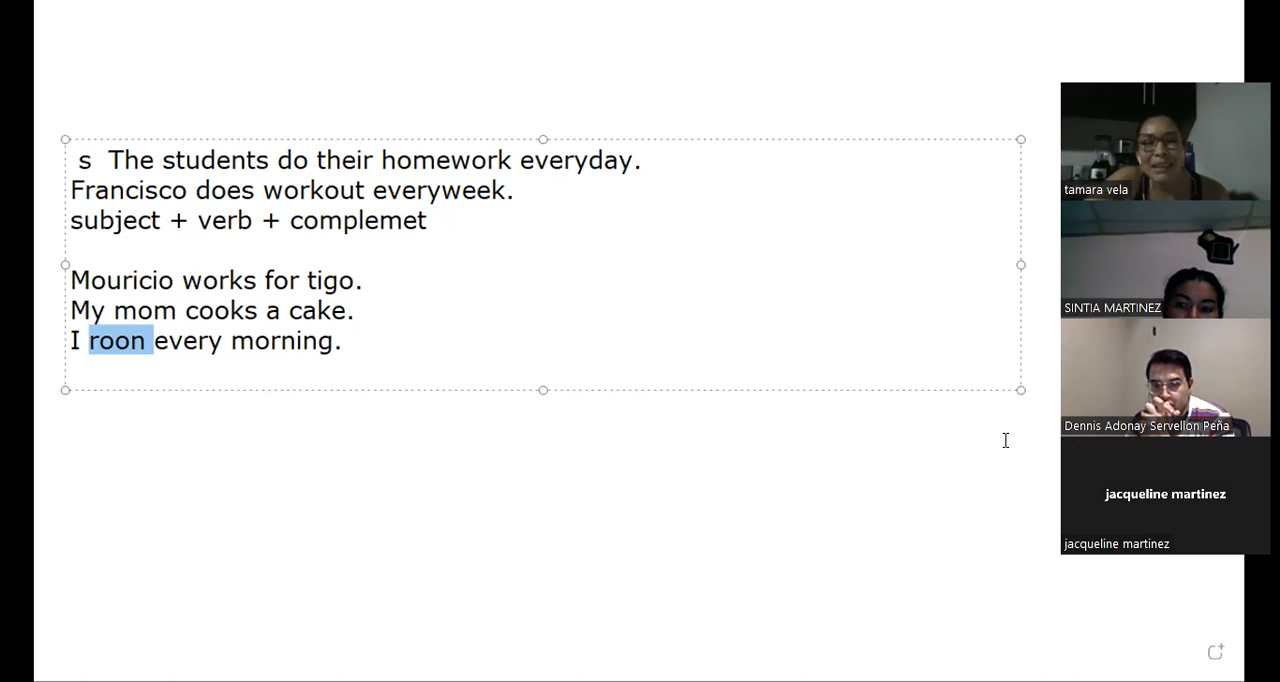 s The students do their homework everyday.
Francisco does workout everyweek.
subject + verb + complemet
Mouricio works for tigo.
My mom cooks a cake.
I roon every morning.
tamara vela
SINTIA MARTINEZ
Dennis Adonay Servellon Peña
jacqueline martinez
jacqueline martinez